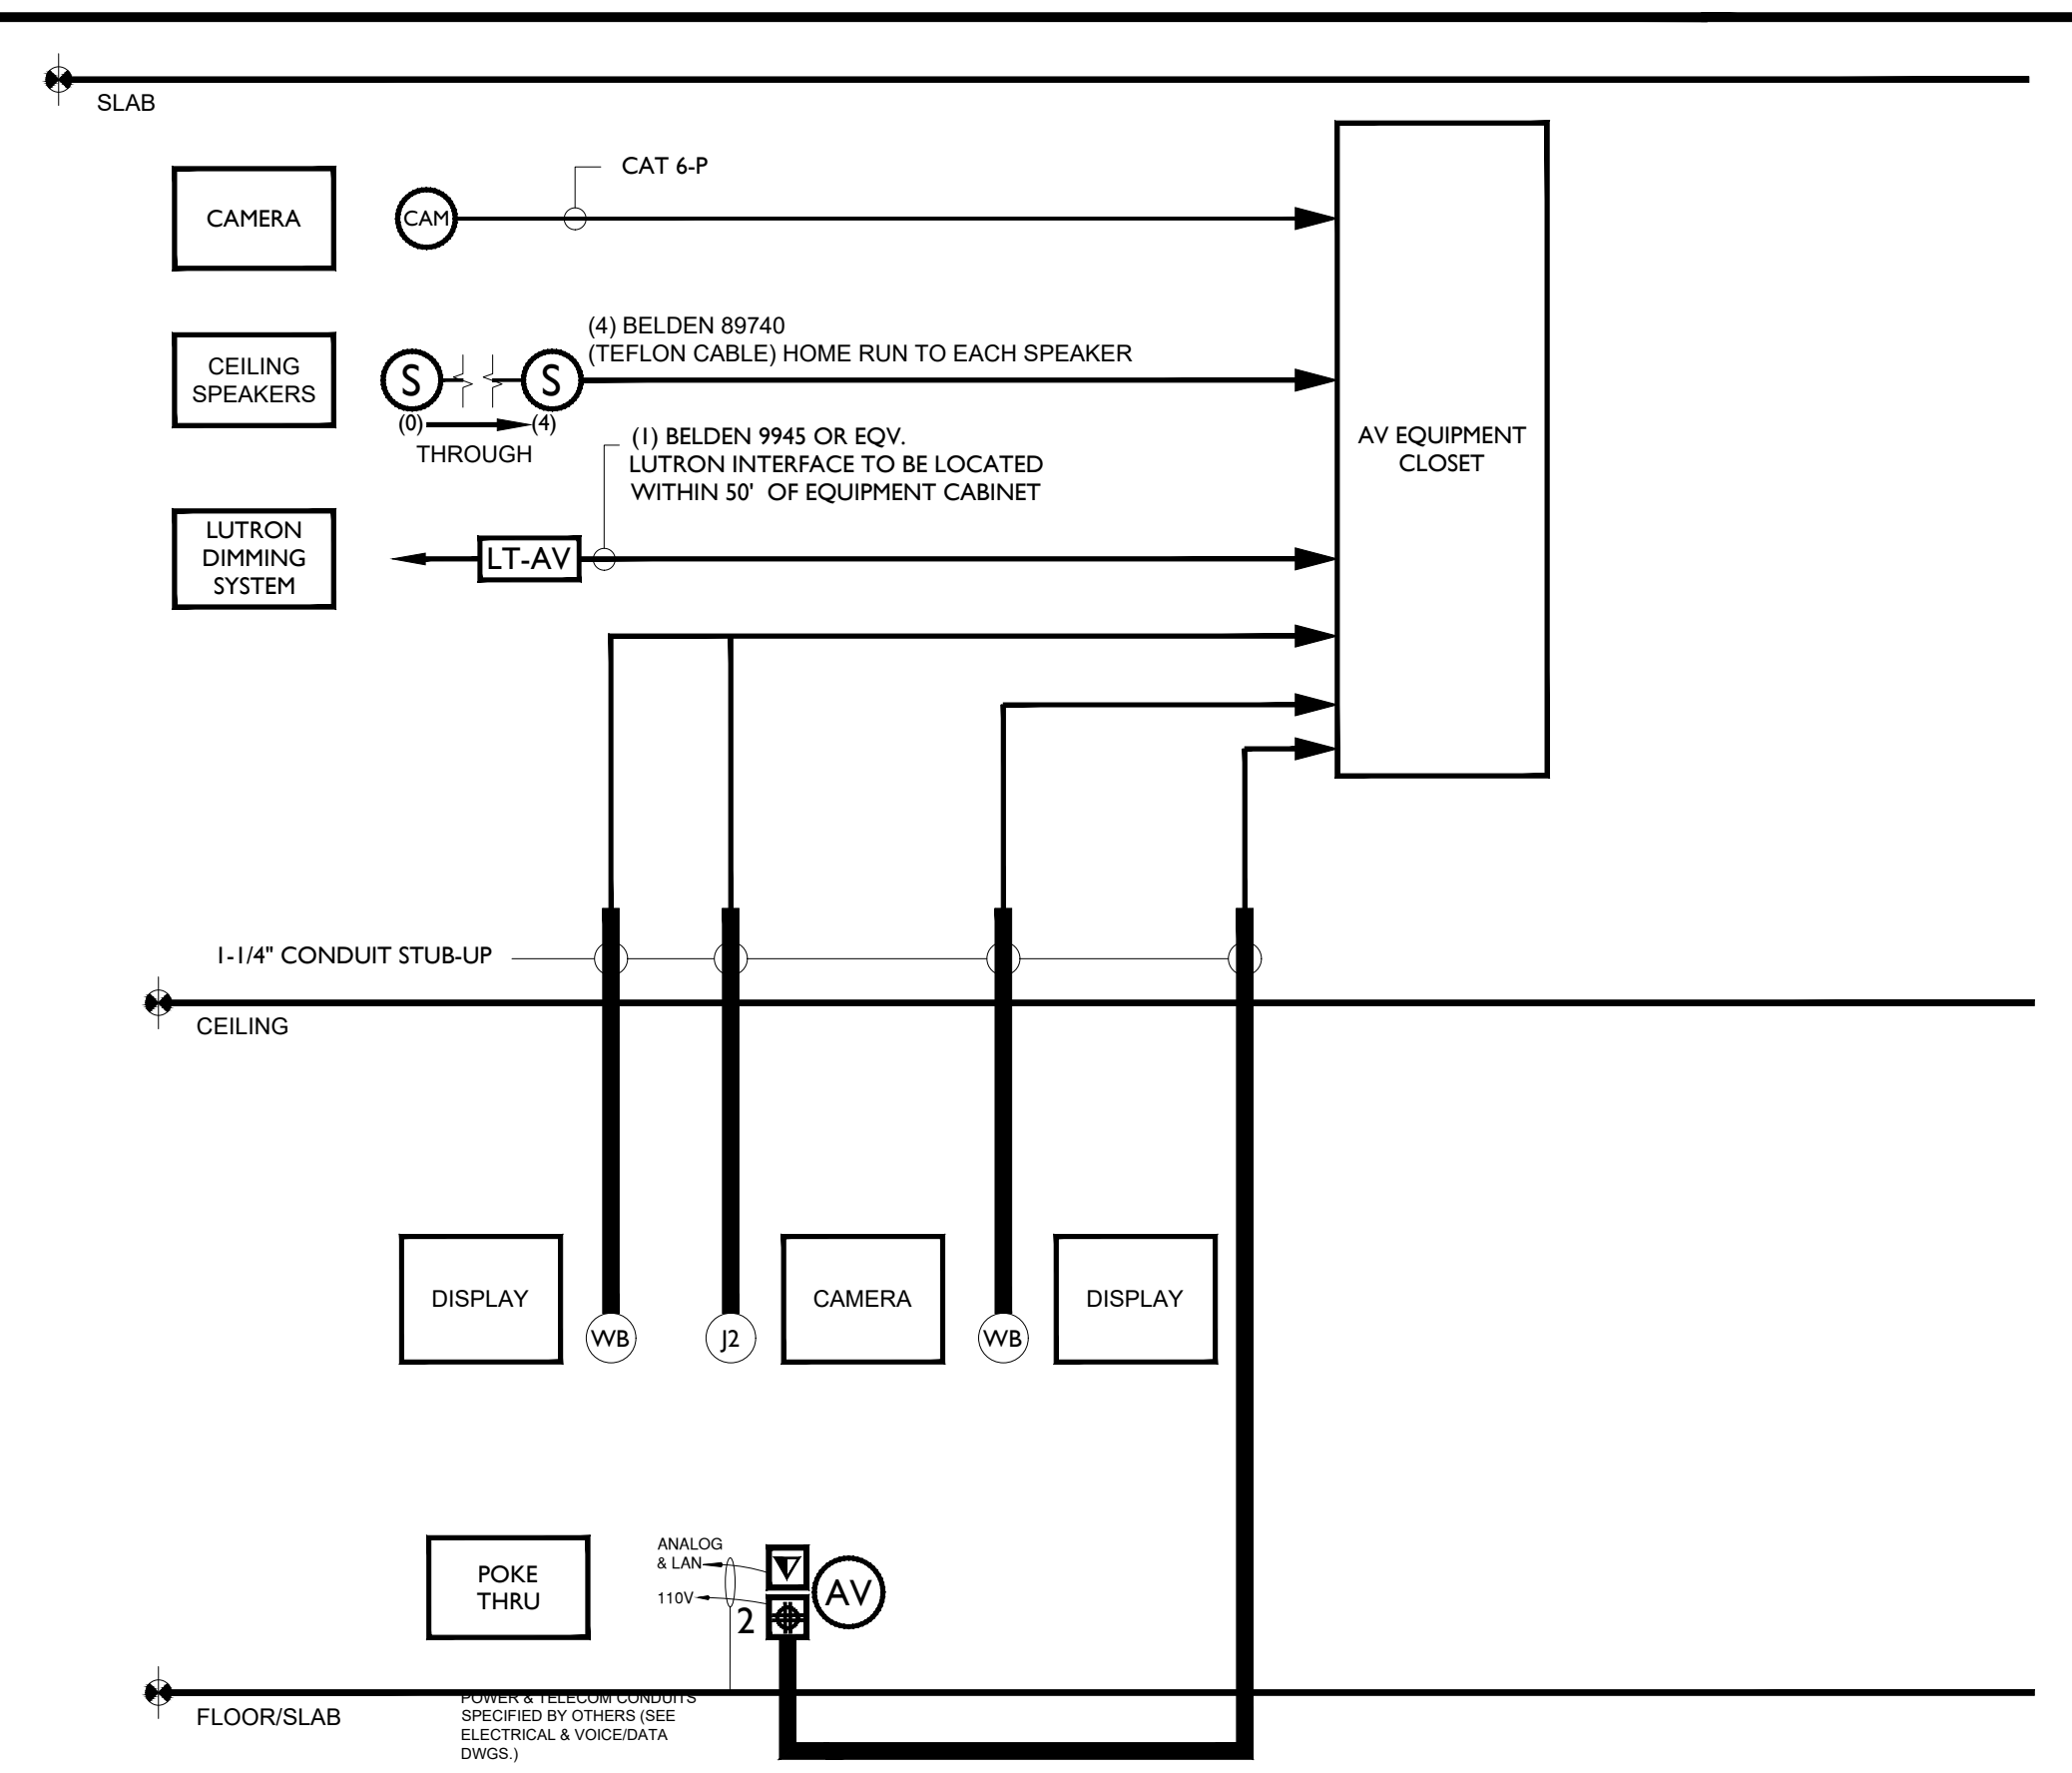 SLAB
CAMERA
CAM
CAT 6-P
CEILING
SPEAKERS
S
S
(0)
(4)
THROUGH
(4) BELDEN 89740
(TEFLON CABLE) HOME RUN TO EACH SPEAKER
(1) BELDEN 9945 OR EQV.
LUTRON INTERFACE TO BE LOCATED
WITHIN 50' OF EQUIPMENT CABINET
AV EQUIPMENT
CLOSET
LUTRON
DIMMING
SYSTEM
LT-AV
1-1/4" CONDUIT STUB-UP
CEILING
DISPLAY
WB
J2
CAMERA
WB
DISPLAY
POKE
THRU
ANALOG
& LAN
110V
2
AV
FLOOR/SLAB
POWER & TELECOM CONDUITS
SPECIFIED BY OTHERS (SEE
ELECTRICAL & VOICE/DATA
DWGS.)